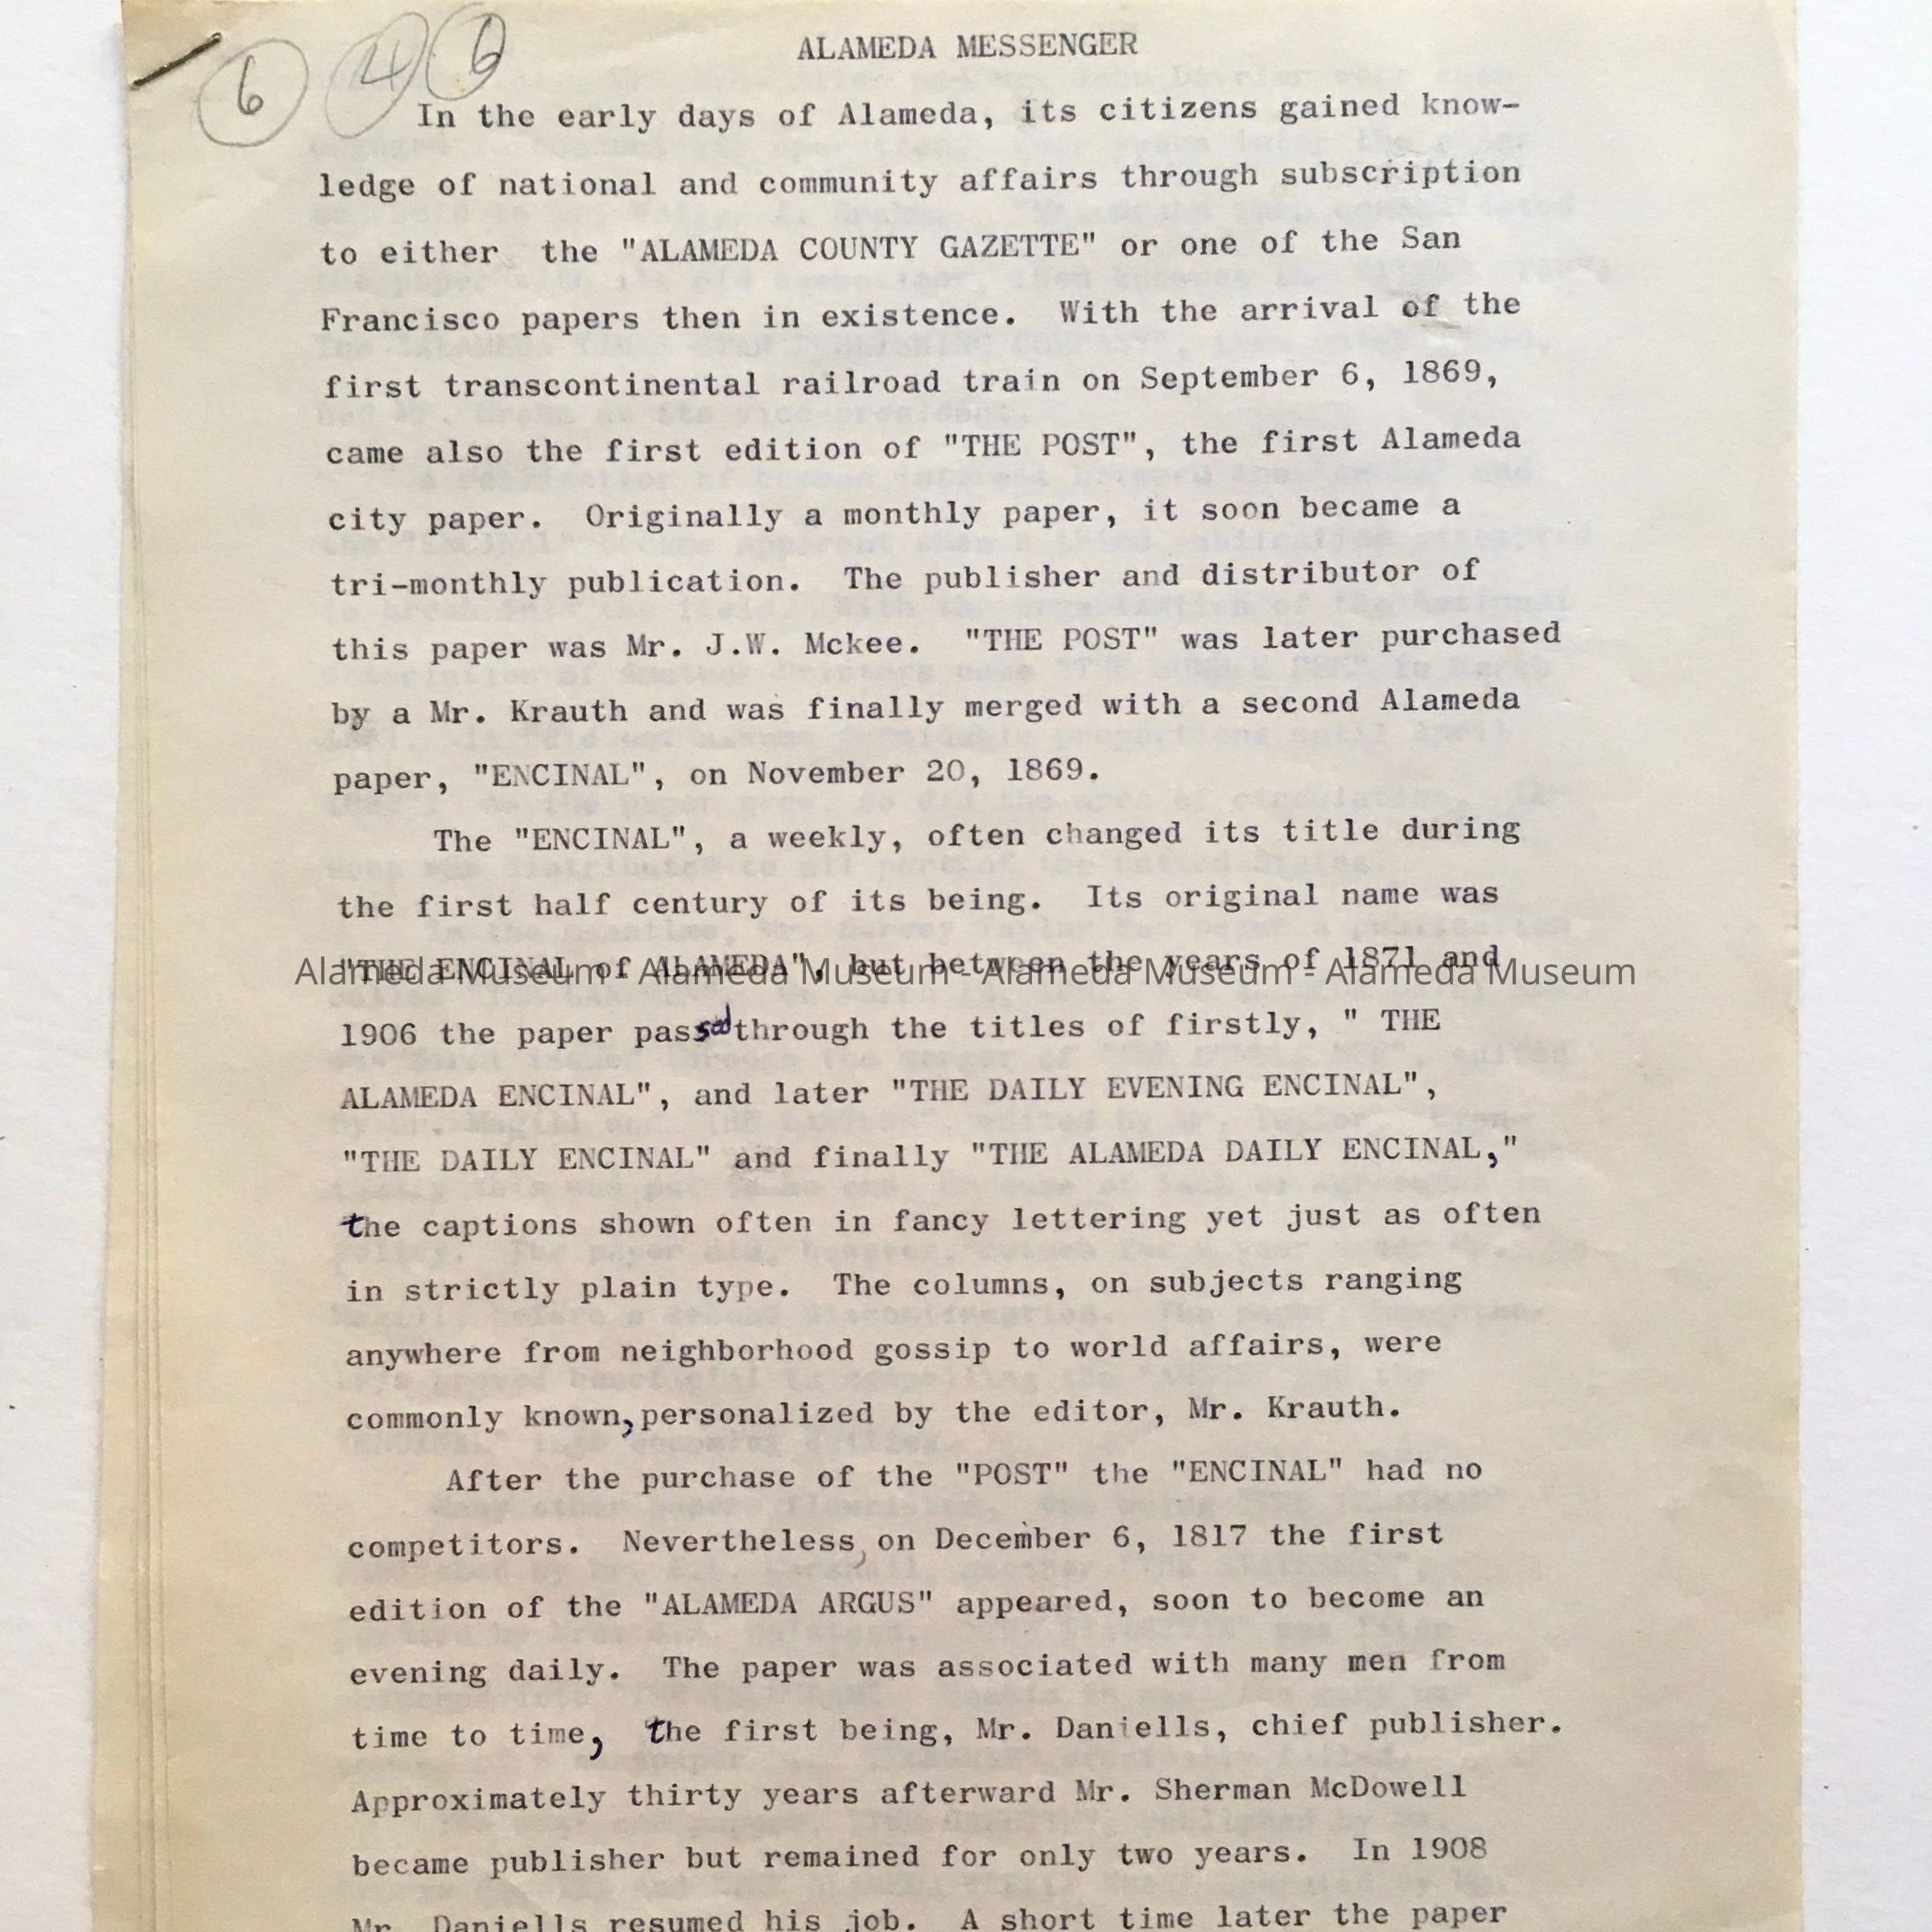 6 4 6
ALAMEDA MESSENGER
In the early days of Alameda, its citizens gained know-
ledge of national and community affairs through subscription
to either the "ALAMEDA COUNTY GAZETTE" or one of the San
Francisco papers then in existence. With the arrival of the
first transcontinental railroad train on September 6, 1869,
came also the first edition of "THE POST", the first Alameda
city paper. Originally a monthly paper, it soon became a
tri-monthly publication. The publisher and distributor of
this paper was Mr. J.W. Mckee. "THE POST" was later purchased
by a Mr. Krauth and was finally merged with a second Alameda
paper, "ENCINAL", on November 20, 1869.
The "ENCINAL", a weekly, often changed its title during
the first half century of its being. Its original name was
"THE ENCINAL of ALAMEDA", but between the years of 1871 and
Alameda Museum - Alameda Museum - Alameda Museum - Alameda Museum
1906 the paper passed through the titles of firstly, " THE
ALAMEDA ENCINAL", and later "THE DAILY EVENING ENCINAL",
"THE DAILY ENCINAL" and finally "THE ALAMEDA DAILY ENCINAL,"
the captions shown often in fancy lettering yet just as often
in strictly plain type. The columns, on subjects ranging
anywhere from neighborhood gossip to world affairs, were
commonly known, personalized by the editor, Mr. Krauth.
After the purchase of the "POST" the "ENCINAL" had no
competitors. Nevertheless, on December 6, 1817 the first
edition of the "ALAMEDA ARGUS" appeared, soon to become an
evening daily. The paper was associated with many men from
time to time, the first being, Mr. Daniells, chief publisher.
Approximately thirty years afterward Mr. Sherman McDowell
became publisher but remained for only two years. In 1908
Mr. Daniells resumed his job. A short time later the paper